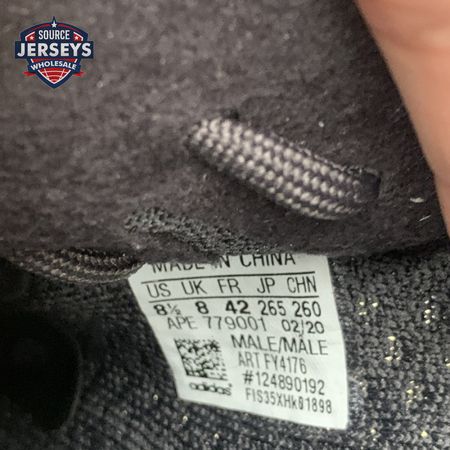 SOURCE
JERSEYS
WHOLESALE
MADE IN CHINA
US UK FR JP CHN
8½ 8 42 265 260
APE 779001 02/20
MALE/MÂLE
ART FY4176
#124890192
adidas
FIS35XHk81898